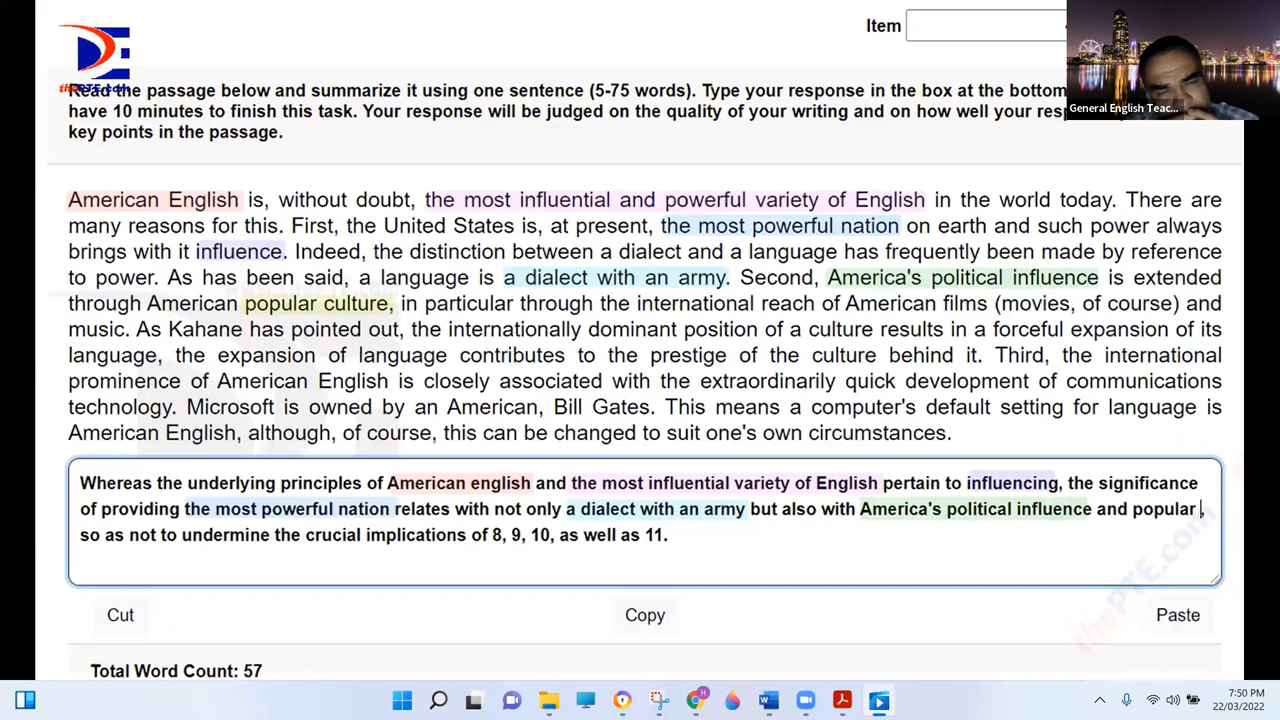 Item
DE
thePTE.com
Read the passage below and summarize it using one sentence (5-75 words). Type your response in the box at the bottom
have 10 minutes to finish this task. Your response will be judged on the quality of your writing and on how well your
key points in the passage.
General English Teac...
American English is, without doubt, the most influential and powerful variety of English in the world today. There are
many reasons for this. First, the United States is, at present, the most powerful nation on earth and such power always
brings with it influence. Indeed, the distinction between a dialect and a language has frequently been made by reference
to power. As has been said, a language is a dialect with an army. Second, America's political influence is extended
through American popular culture, in particular through the international reach of American films (movies, of course) and
music. As Kahane has pointed out, the internationally dominant position of a culture results in a forceful expansion of its
language, the expansion of language contributes to the prestige of the culture behind it. Third, the international
prominence of American English is closely associated with the extraordinarily quick development of communications
technology. Microsoft is owned by an American, Bill Gates. This means a computer's default setting for language is
American English, although, of course, this can be changed to suit one's own circumstances.
Whereas the underlying principles of American english and the most influential variety of English pertain to influencing, the significance
of providing the most powerful nation relates with not only a dialect with an army but also with America's political influence and popular ,
so as not to undermine the crucial implications of 8, 9, 10, as well as 11.
thePTE.com
Cut Copy Paste
Total Word Count: 57
7:50 PM
22/03/2022